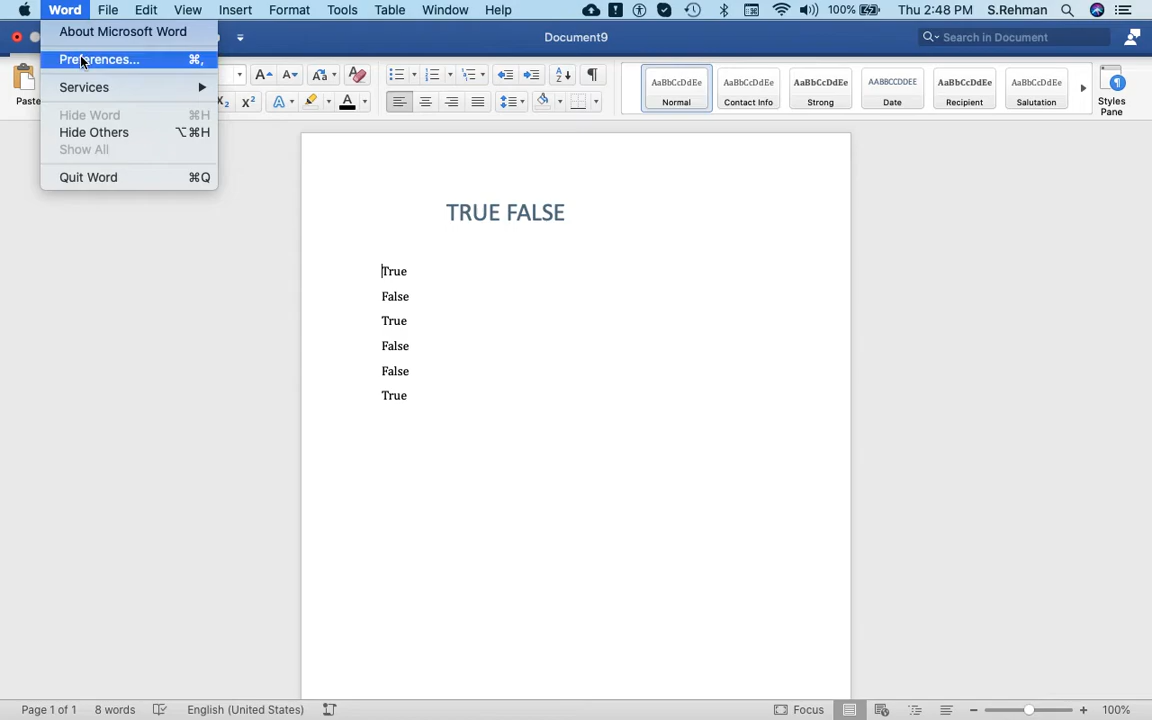 Word File Edit View Insert Format Tools Table Window Help 100% Thu 2:48 PM S.Rehman
About Microsoft Word
Document9
Search in Document
Preferences... ⌘,
Services
Hide Word ⌘H
Hide Others ⌥⌘H
Show All
Quit Word ⌘Q
Paste
AaBbCcDdEe AaBbCcDdEe AaBbCcDdEe AABBCCDDEE AaBbCcDdEe AaBbCcDdEe
Normal Contact Info Strong Date Recipient Salutation
Styles
Pane
TRUE FALSE
True
False
True
False
False
True
Page 1 of 1 8 words English (United States) Focus 100%